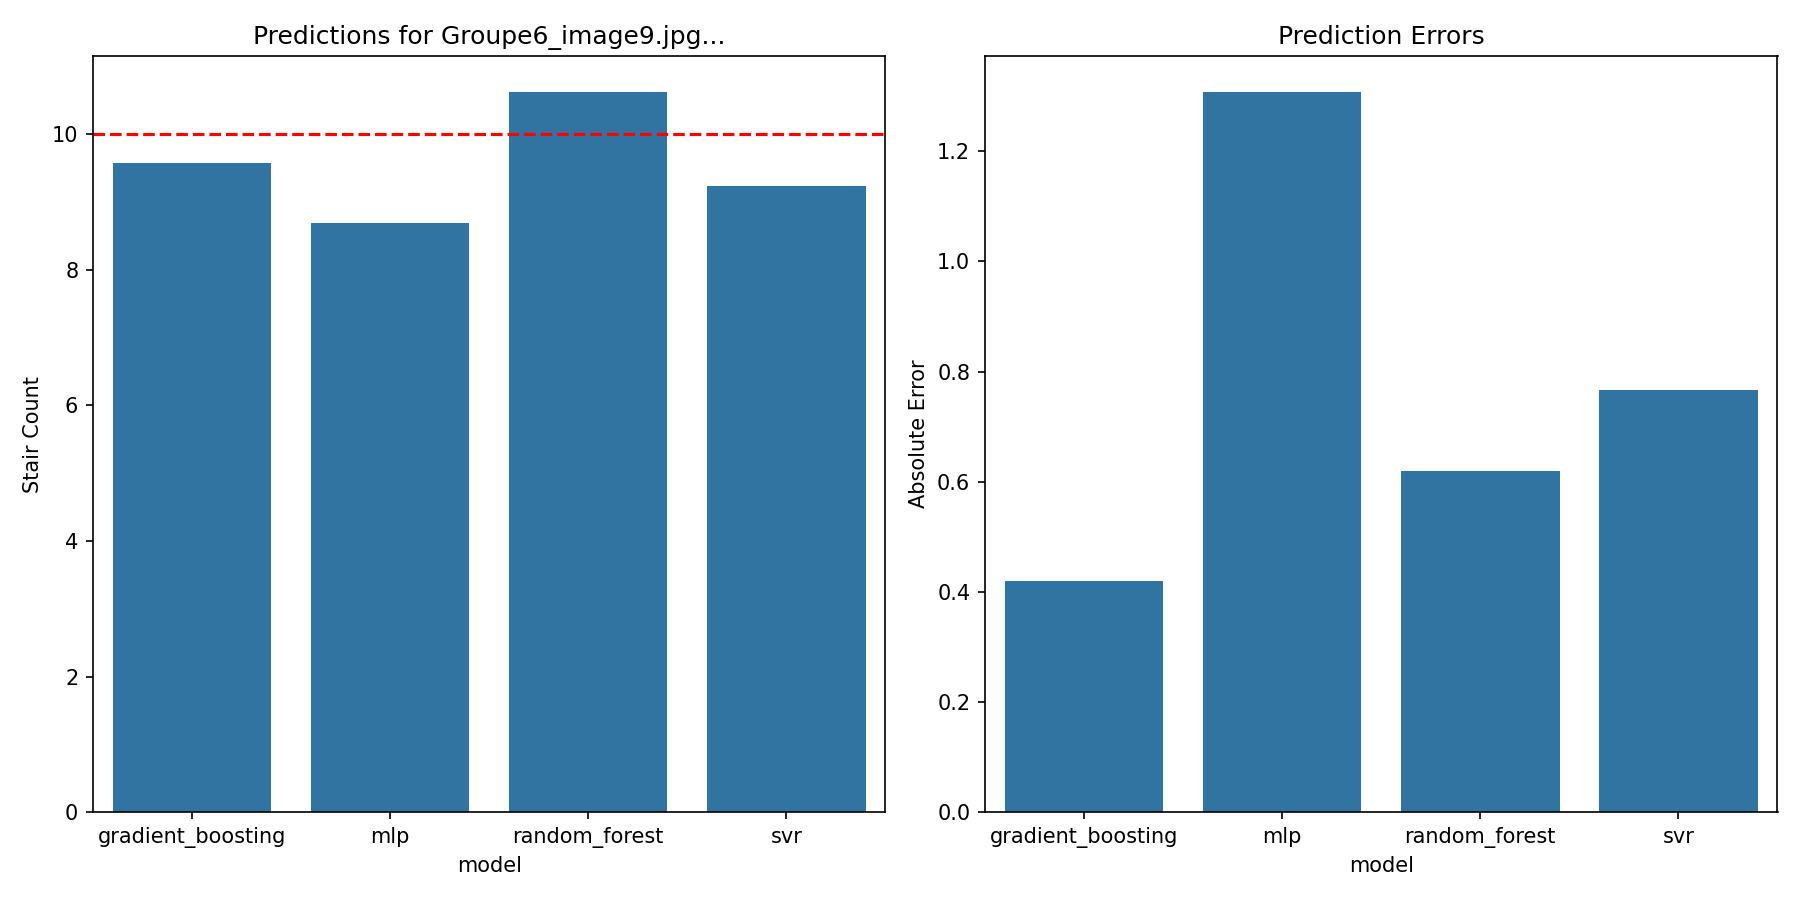 Predictions for Groupe6_image9.jpg...
Stair Count
10
8
6
4
2
0
gradient_boosting mlp random_forest svr
model
Prediction Errors
Absolute Error
1.2
1.0
0.8
0.6
0.4
0.2
0.0
gradient_boosting mlp random_forest svr
model